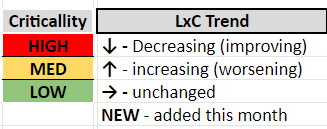 Criticallity LxC Trend
HIGH ↓ - Decreasing (improving)
MED ↑ - increasing (worsening)
LOW → - unchanged
NEW - added this month